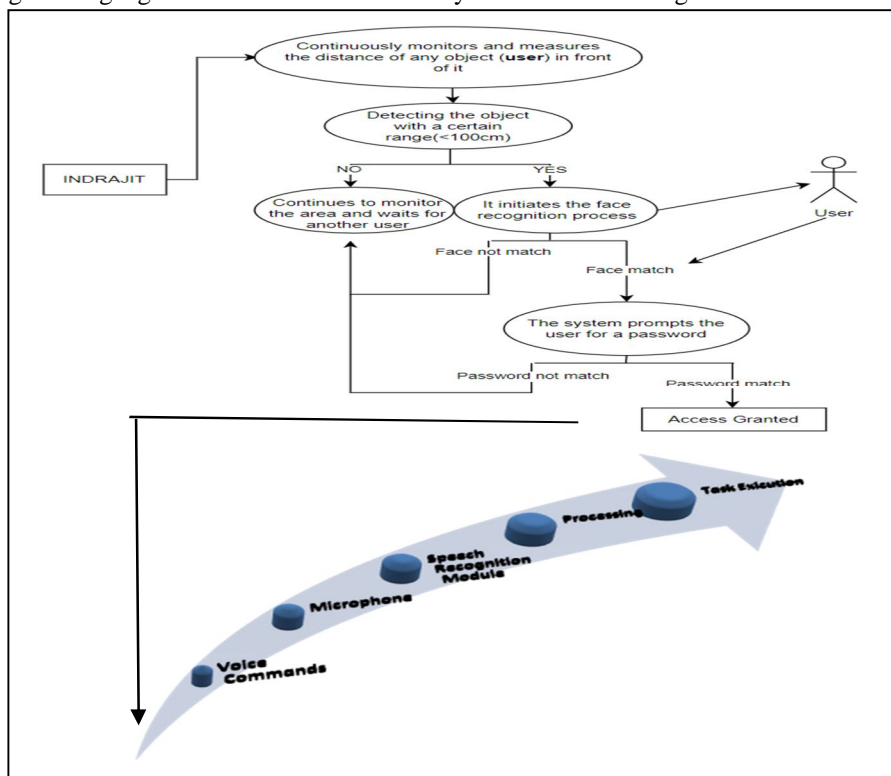 Continuously monitors and measures
the distance of any object (user) in front
of it
Detecting the object
with a certain
range(<100cm)
INDRAJIT
NO
YES
Continues to monitor
the area and waits for
another user
It initiates the face
recognition process
User
Face not match
Face match
The system prompts the
user for a password
Password not match
Password match
Access Granted
Task Exicution
Processing
Speech
Recognition
Module
Microphone
Voice
Commands